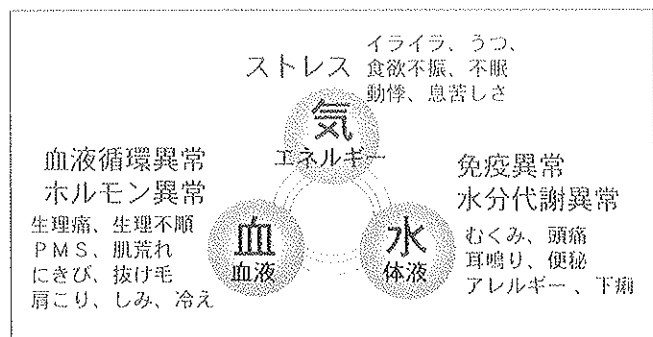 ストレス
イライラ、うつ、
食欲不振、不眠
動悸、息苦しさ
気
エネルギー
血液循環異常
ホルモン異常
生理痛、生理不順
PMS、肌荒れ
にきび、抜け毛
肩こり、しみ、冷え
血
血液
水
体液
免疫異常
水分代謝異常
むくみ、頭痛
耳鳴り、便秘
アレルギー、下痢